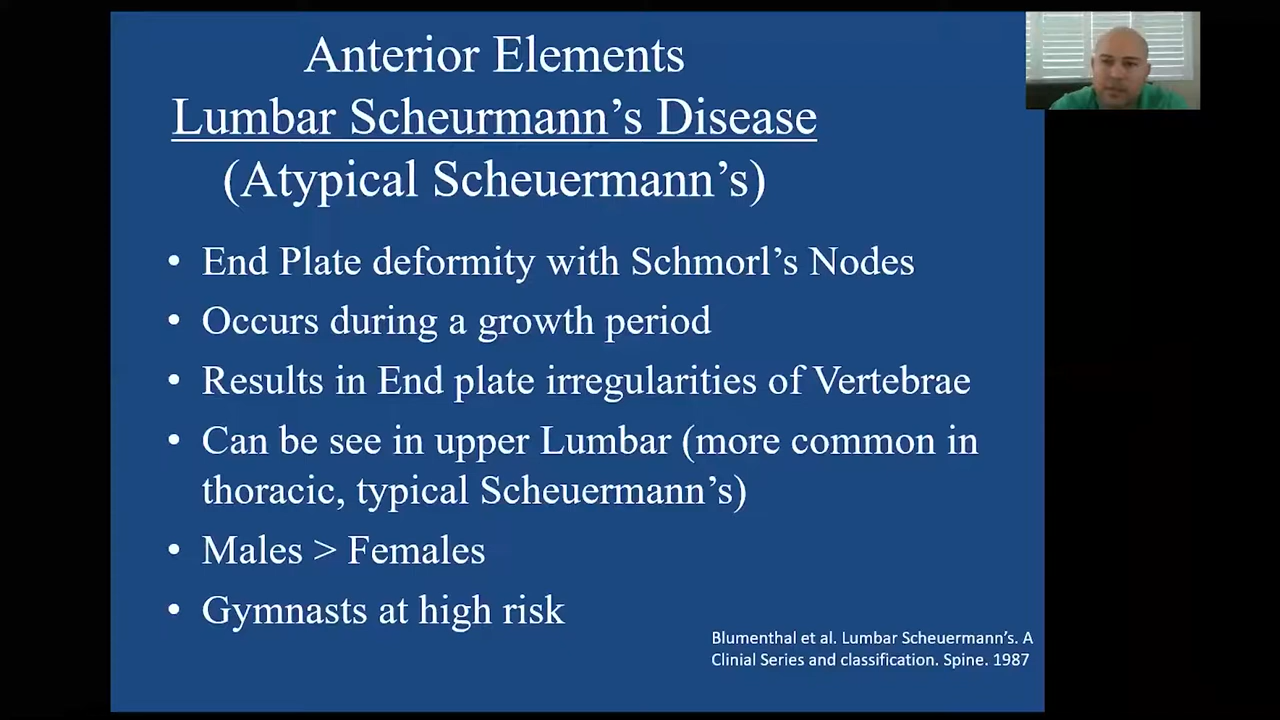 Anterior Elements
Lumbar Scheurmann's Disease
(Atypical Scheuermann's)
• End Plate deformity with Schmorl's Nodes
• Occurs during a growth period
• Results in End plate irregularities of Vertebrae
• Can be see in upper Lumbar (more common in
thoracic, typical Scheuermann's)
• Males > Females
• Gymnasts at high risk
Blumenthal et al. Lumbar Scheuermann's. A
Clinial Series and classification. Spine. 1987